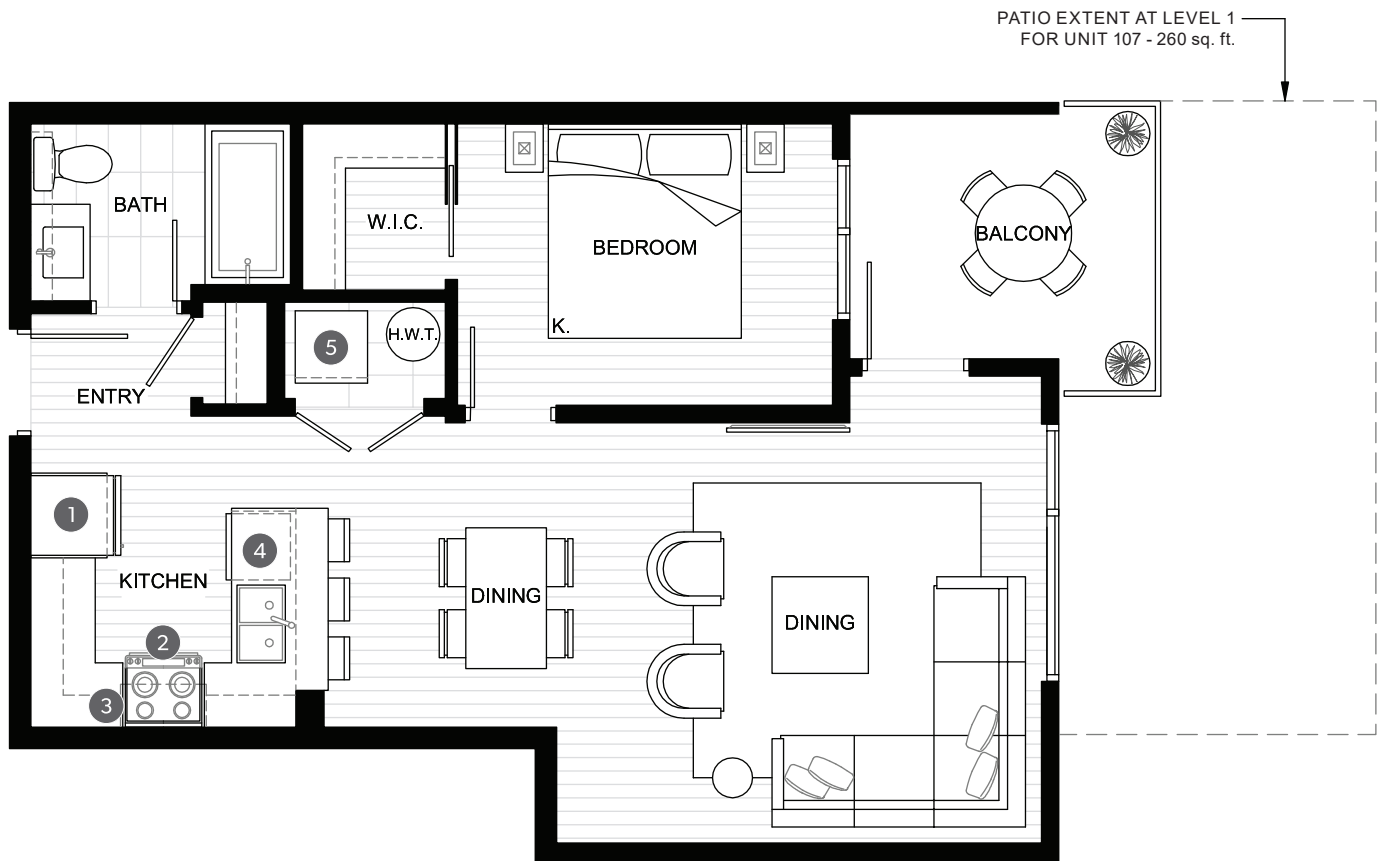 PATIO EXTENT AT LEVEL 1
FOR UNIT 107 - 260 sq. ft.
BATH
W.I.C.
BEDROOM
BALCONY
K.
5
H.W.T.
ENTRY
1
4
KITCHEN
DINING
DINING
2
3